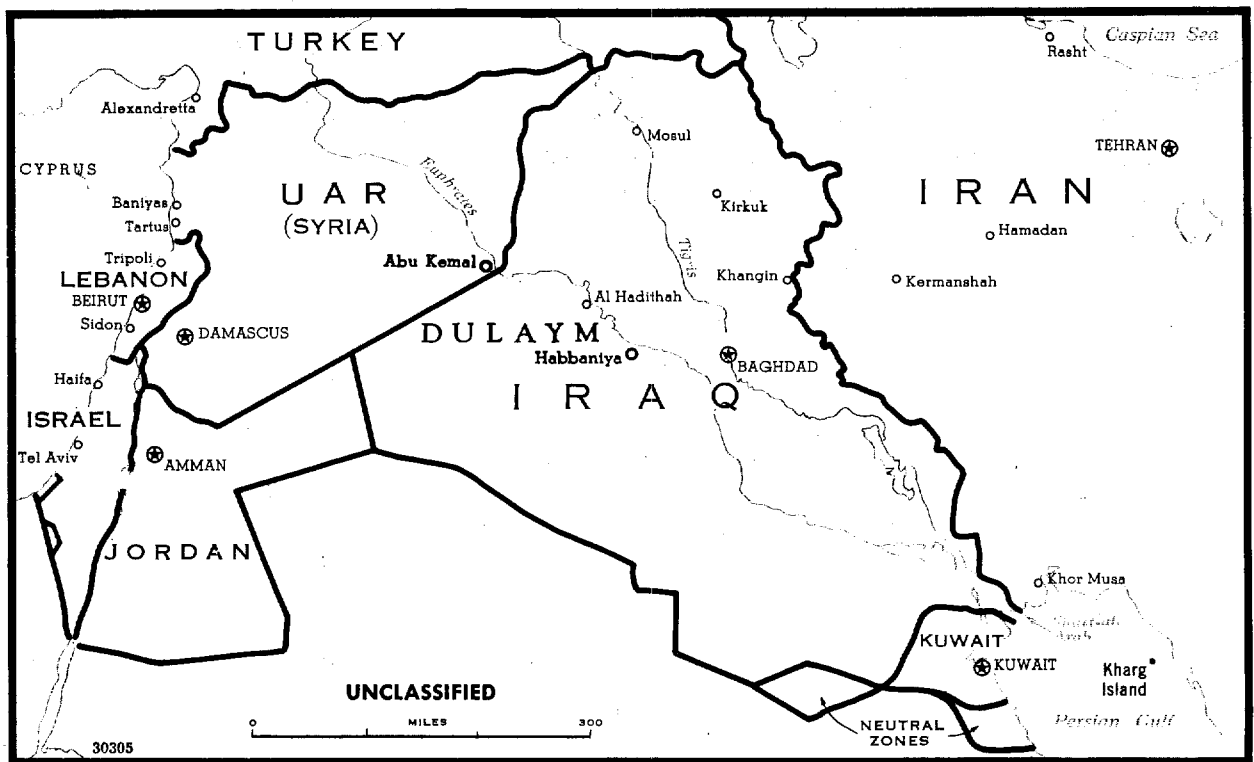 TURKEY
Caspian Sea
Rasht
Alexandretta
Mosul
TEHRAN
CYPRUS
Euphrates
UAR
(SYRIA)
IRAN
Baniyas
Kirkuk
Tartus
Hamadan
Tigris
Tripoli
Abu Kemal
LEBANON
Khangin
Kermanshah
BEIRUT
Al Hadithah
Sidon
DAMASCUS
DULAYM
Habbaniya
BAGHDAD
Haifa
IRAQ
ISRAEL
Tel Aviv
AMMAN
JORDAN
Khor Musa
Arab
KUWAIT
KUWAIT
Kharg
Island
UNCLASSIFIED
0 MILES 300
NEUTRAL
ZONES
Persian Gulf
30305